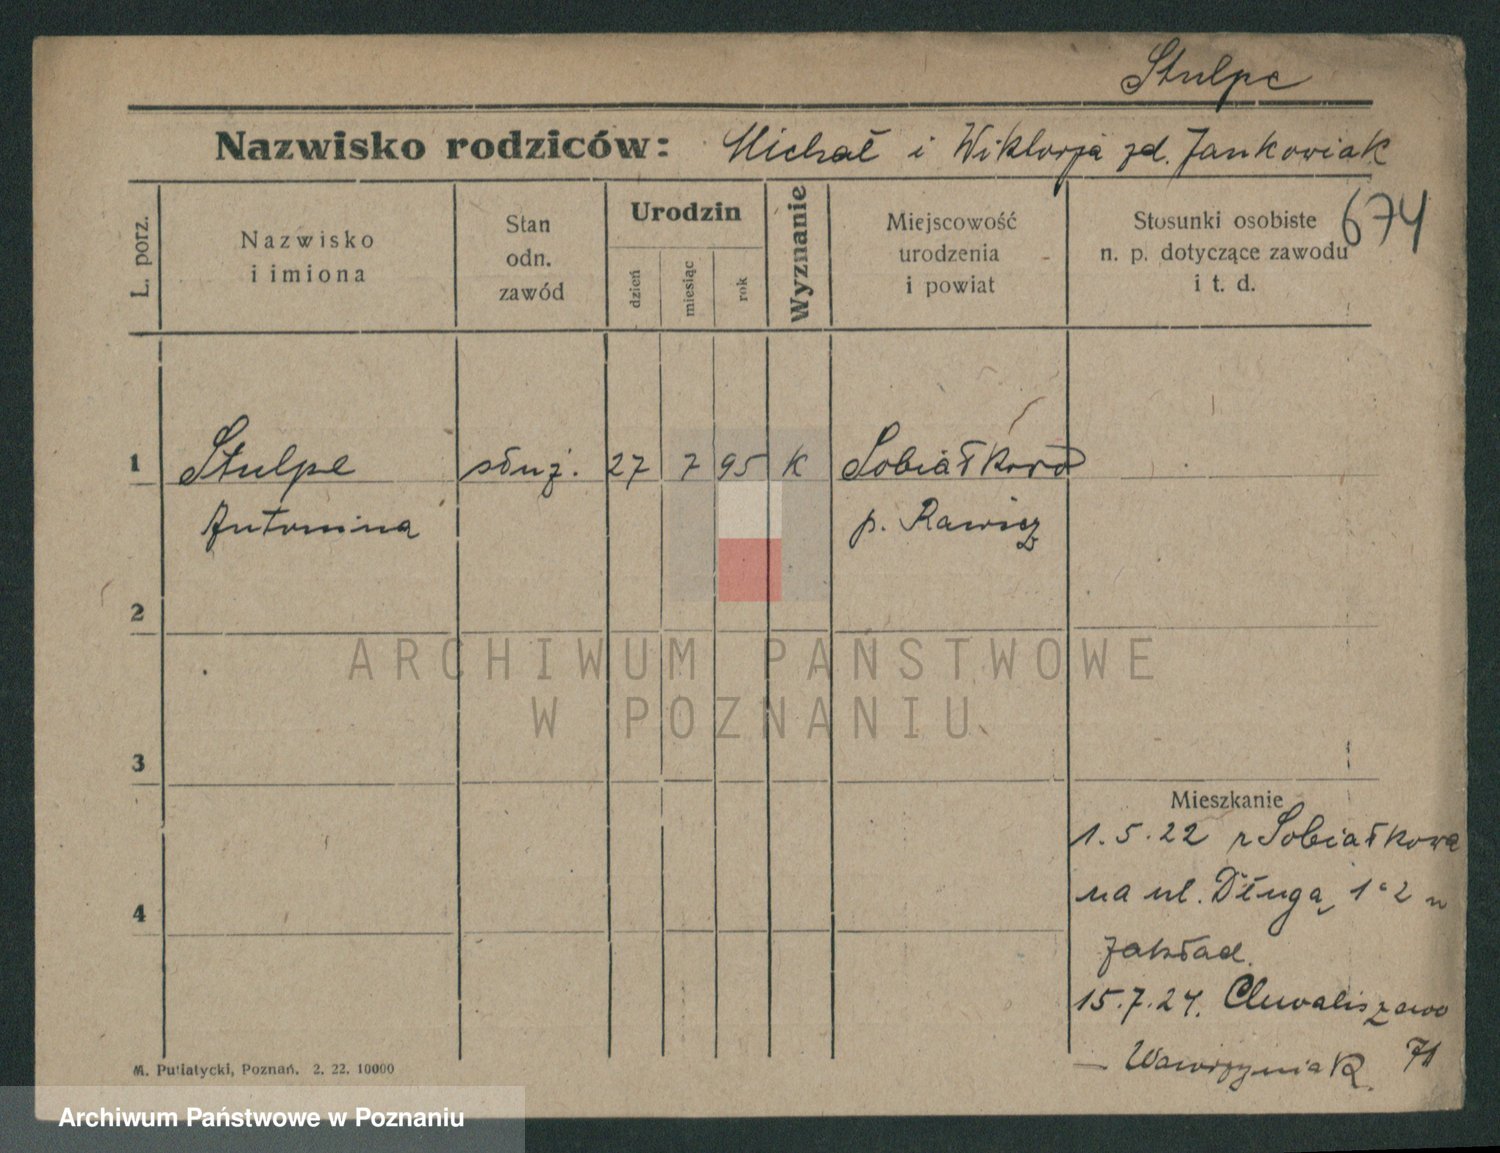 Stulpe
Nazwisko rodziców: Michał i Wiktorja zd. Jankowiak
674
L. porz.
Nazwisko
i imiona
Stan
odn.
zawód
Urodzin
dzień
miesiąc
rok
Wyznanie
Miejscowość
urodzenia
i powiat
Stosunki osobiste
n. p. dotyczące zawodu
i t. d.
1 Stulpe służ. 27 7 95 K Sobiałkowo
Antonina p. Rawicz
2
3
4
ARCHIWUM PAŃSTWOWE
W POZNANIU
Mieszkanie
1.5.22 z Sobiałkowa
na ul. Długą 1/2 w
zakład.
15.7.24. Chwaliszewo
— Wawrzyniak 71
M. Putiatycki, Poznań. 2. 22. 10000
Archiwum Państwowe w Poznaniu